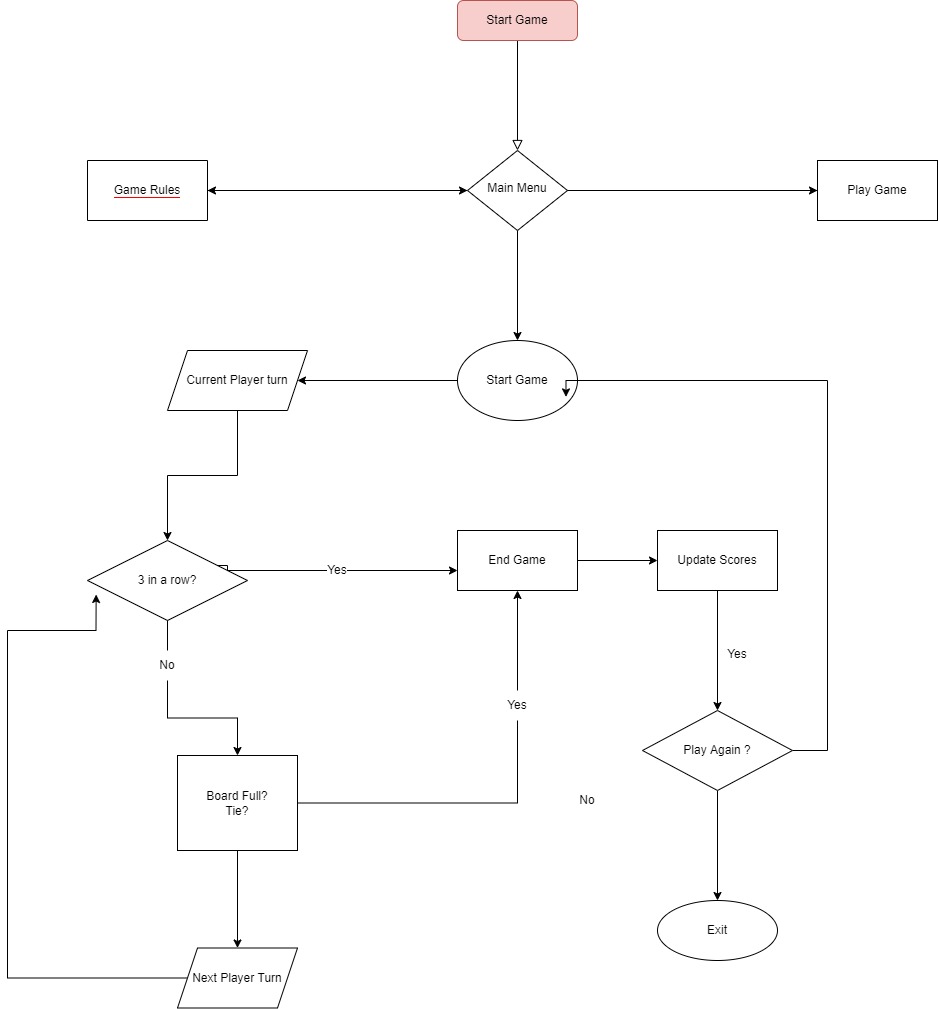 Start Game
Game Rules
Main Menu
Play Game
Current Player turn
Start Game
3 in a row?
Yes
End Game
Update Scores
No
Yes
Yes
Play Again ?
Board Full?
Tie?
No
Exit
Next Player Turn